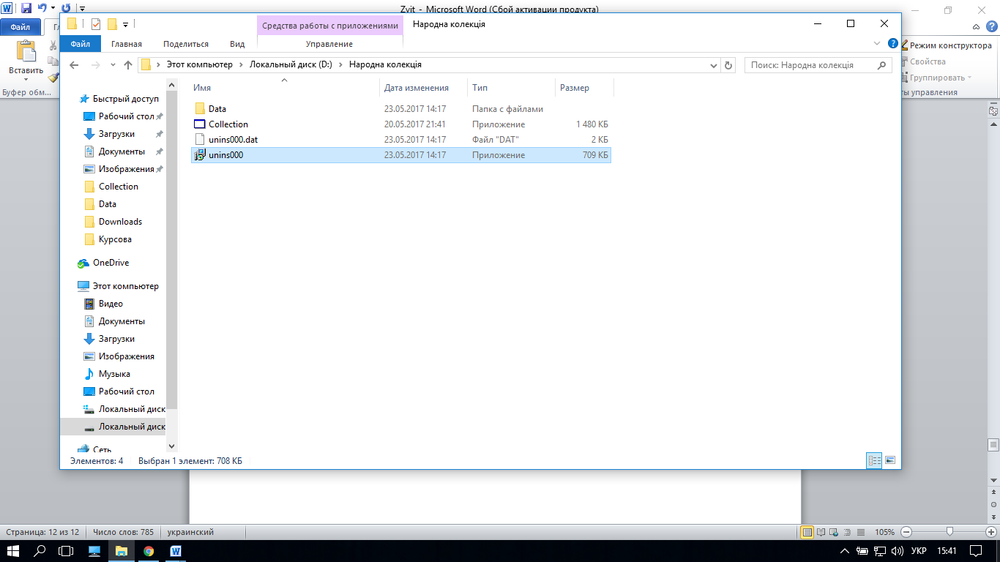 Zvit - Microsoft Word (Сбой активации продукта)
Файл
Средства работы с приложениями
Народна колекція
Файл
Главная
Поделиться
Вид
Управление
Вставить
Буфер обм...
Режим конструктора
Свойства
Группировать
ты управления
Этот компьютер
Локальный диск (D:)
Народна колекція
Поиск: Народна колекція
Имя
Дата изменения
Тип
Размер
Data
23.05.2017 14:17
Папка с файлами
Collection
20.05.2017 21:41
Приложение
1 480 КБ
unins000.dat
23.05.2017 14:17
Файл "DAT"
2 КБ
unins000
23.05.2017 14:17
Приложение
709 КБ
Быстрый доступ
Рабочий стол
Загрузки
Документы
Изображения
Collection
Data
Downloads
Курсова
OneDrive
Этот компьютер
Видео
Документы
Загрузки
Изображения
Музыка
Рабочий стол
Локальный диск
Локальный диск
Сеть
Элементов: 4
Выбран 1 элемент: 708 КБ
Страница: 12 из 12
Число слов: 785
украинский
105%
УКР
15:41